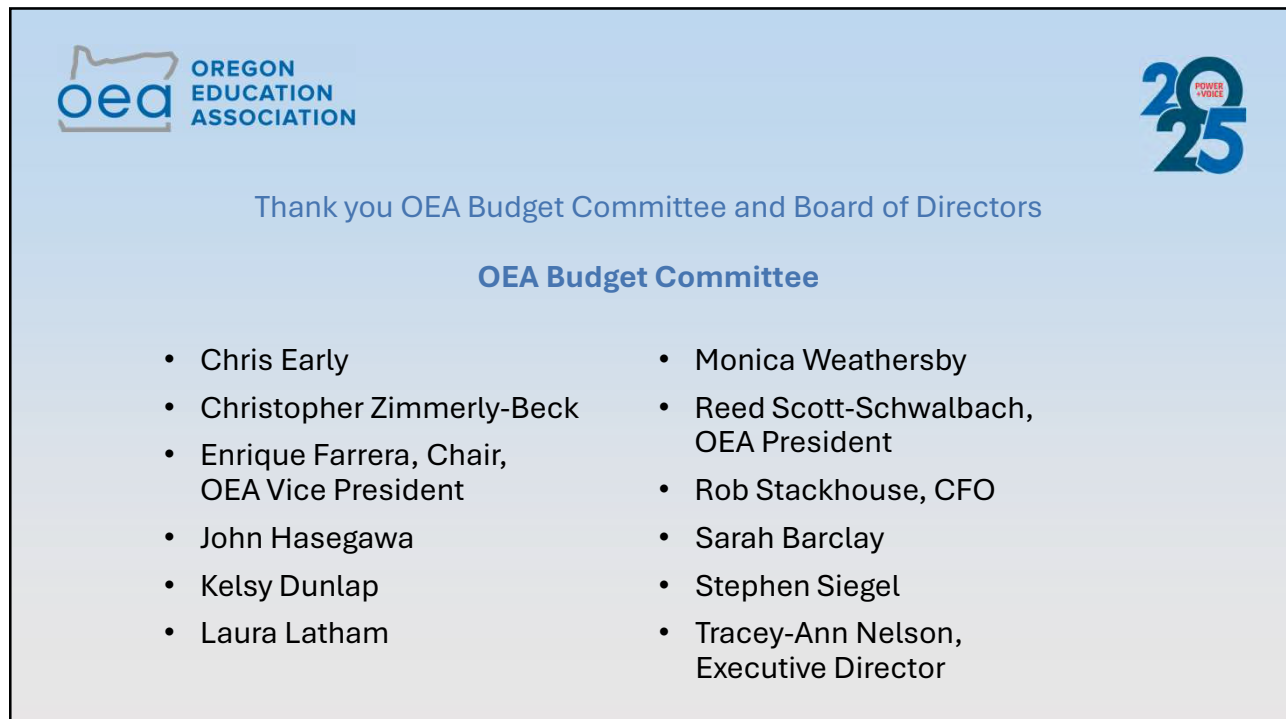 oea
OREGON
EDUCATION
ASSOCIATION
2025
POWER
+VOICE
Thank you OEA Budget Committee and Board of Directors
OEA Budget Committee
• Chris Early
• Christopher Zimmerly-Beck
• Enrique Farrera, Chair,
OEA Vice President
• John Hasegawa
• Kelsy Dunlap
• Laura Latham
• Monica Weathersby
• Reed Scott-Schwalbach,
OEA President
• Rob Stackhouse, CFO
• Sarah Barclay
• Stephen Siegel
• Tracey-Ann Nelson,
Executive Director